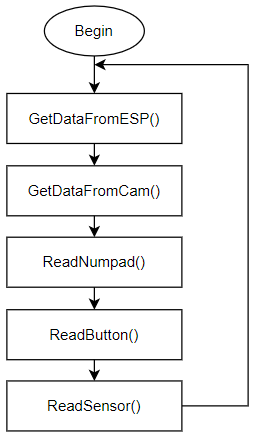 Begin
GetDataFromESP()
GetDataFromCam()
ReadNumpad()
ReadButton()
ReadSensor()